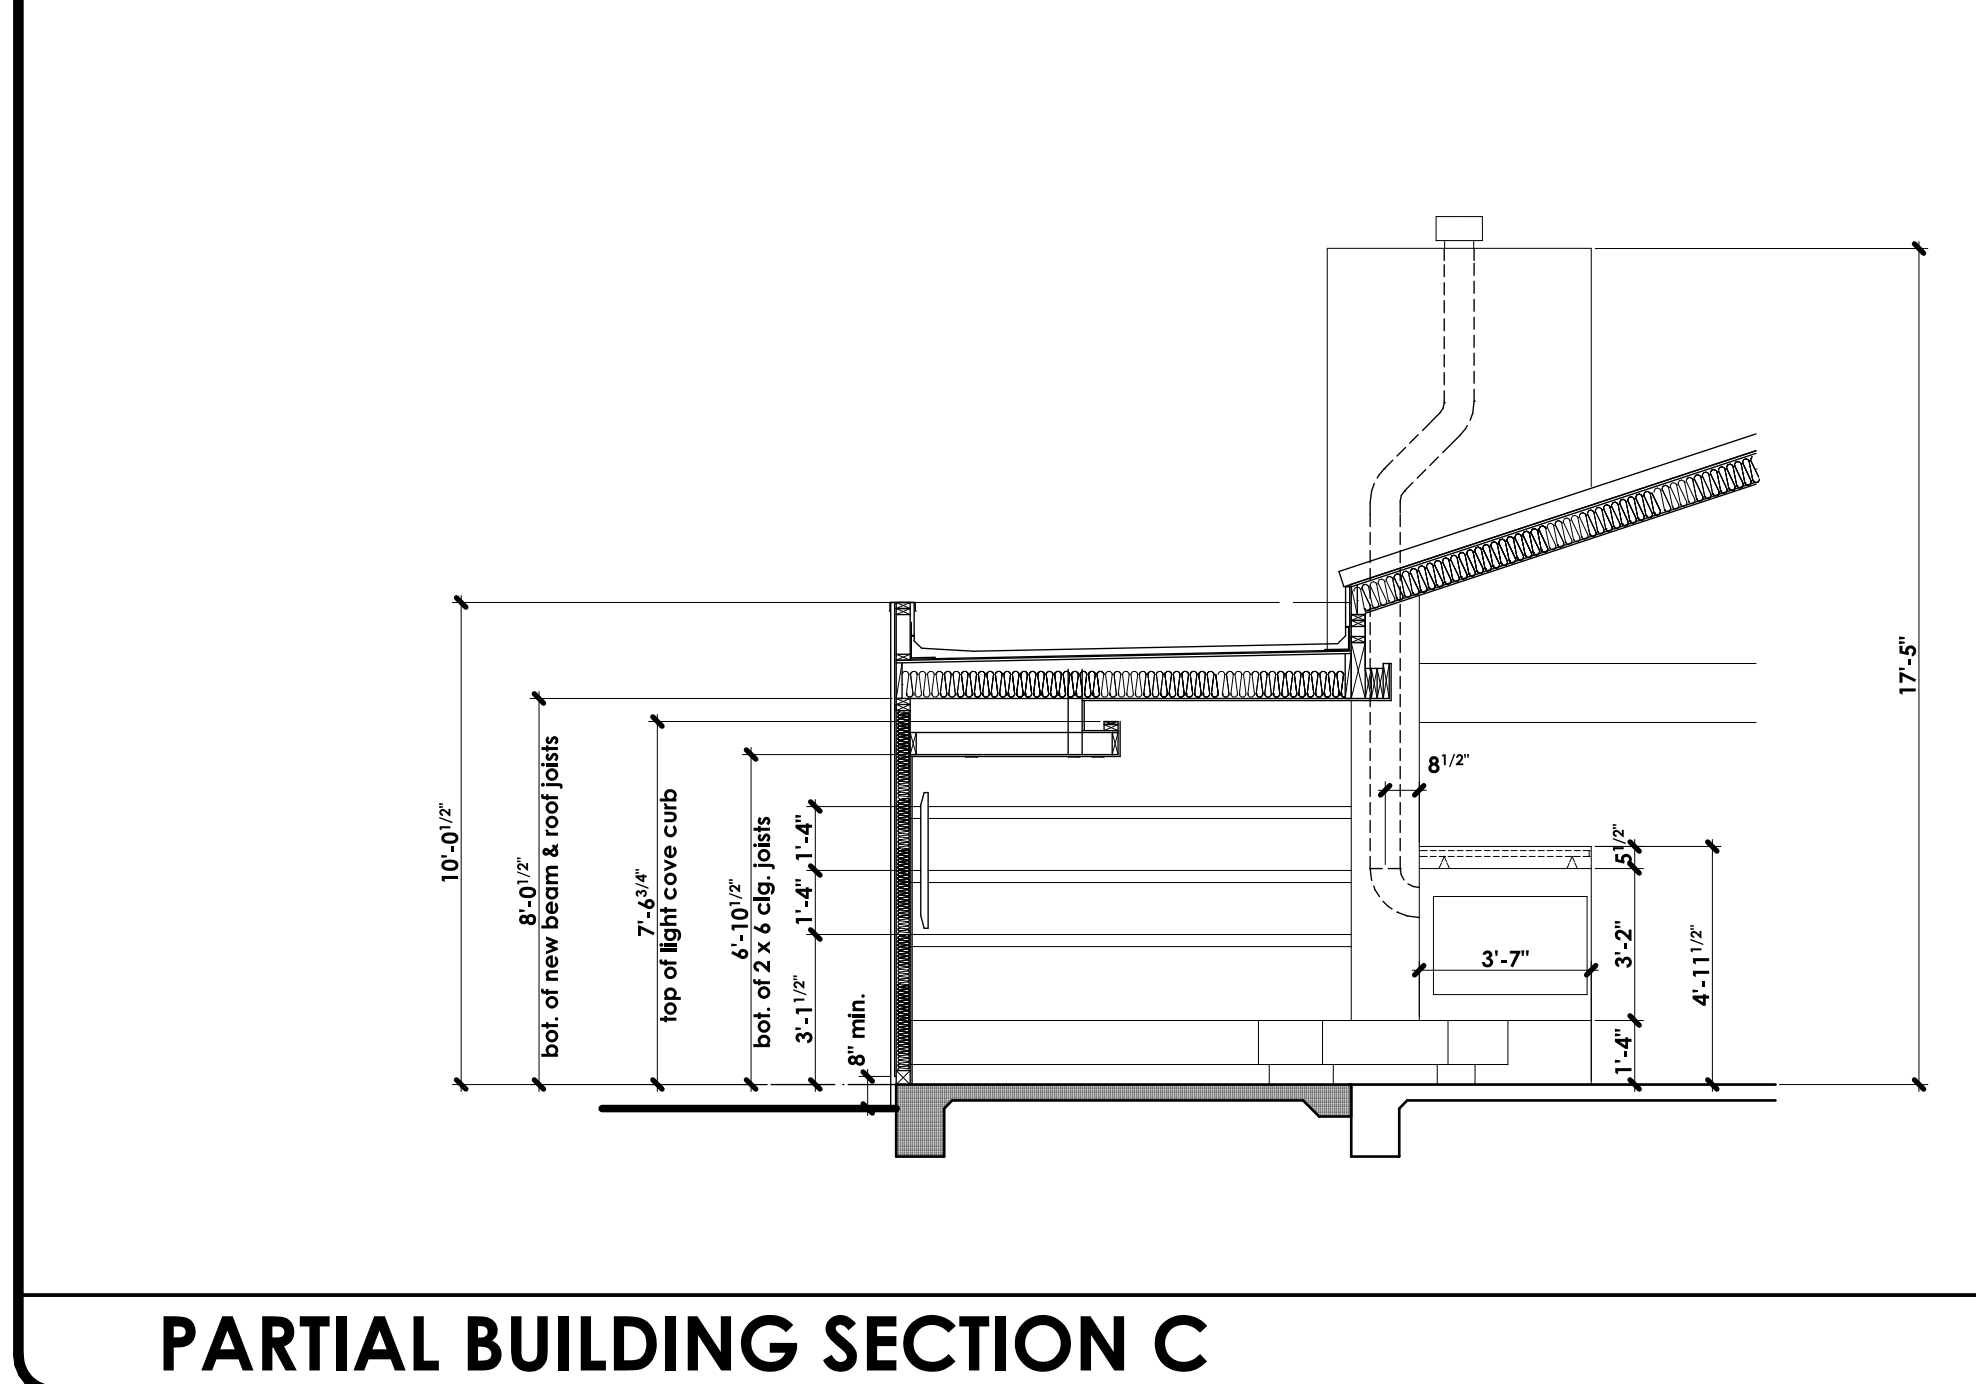 10'-0 1/2"
8'-0 1/2"
bot. of new beam & roof joists
7'-6 3/4"
top of light cove curb
6'-10 1/2"
bot. of 2 x 6 clg. joists
1'-4"
1'-4"
3'-1 1/2"
8" min.
8 1/2"
3'-7"
5 1/2"
3'-2"
1'-4"
4'-11 1/2"
17'-5"
PARTIAL BUILDING SECTION C